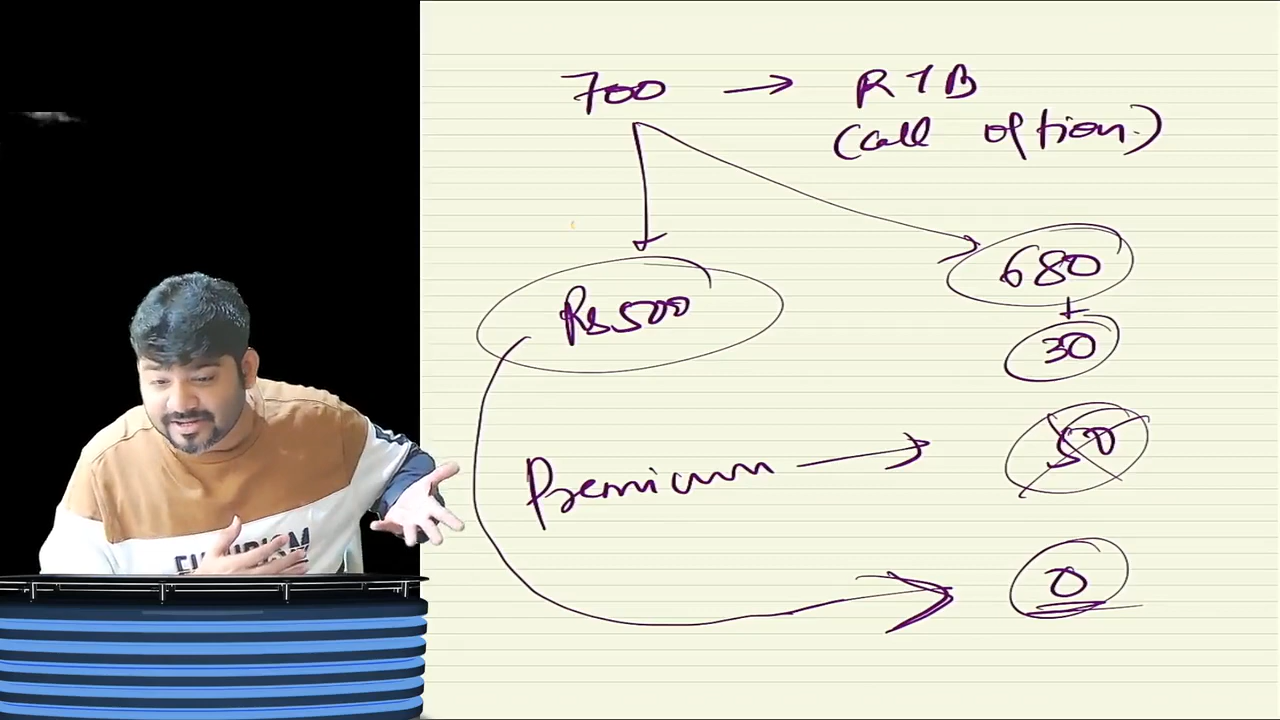 700 → RTB
(call option.)
680
Rs500
+
30
Premium → 50
0